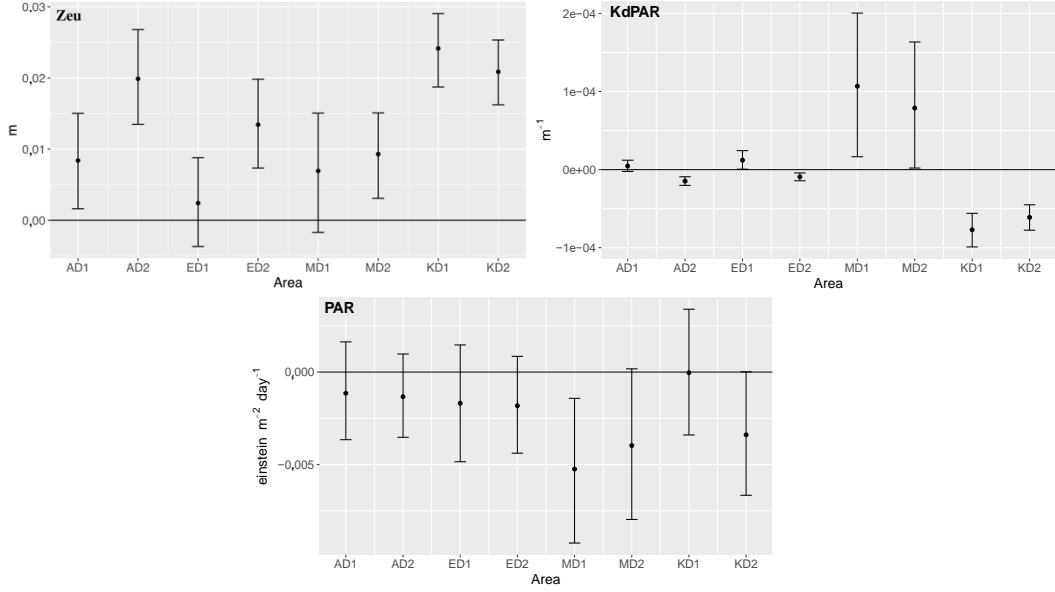 Zeu
0,03
0,02
0,01
0,00
m
AD1 AD2 ED1 ED2 MD1 MD2 KD1 KD2
Area
KdPAR
2e−04
1e−04
0e+00
−1e−04
m⁻¹
AD1 AD2 ED1 ED2 MD1 MD2 KD1 KD2
Area
PAR
0,000
−0,005
einstein m⁻² day⁻¹
AD1 AD2 ED1 ED2 MD1 MD2 KD1 KD2
Area